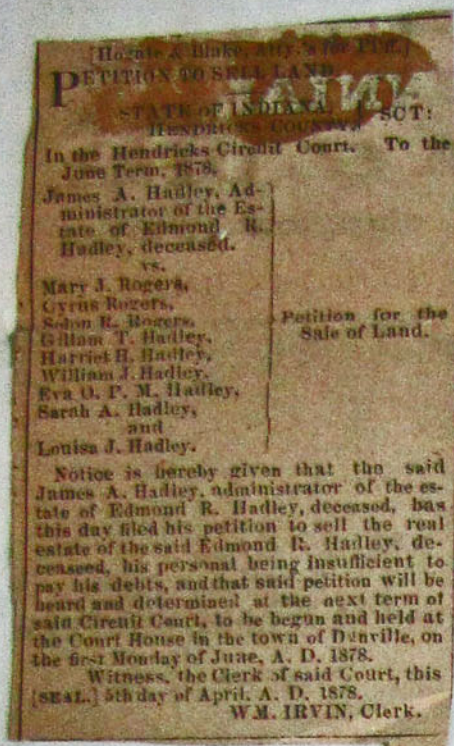 [Hogate & Blake, Atty.'s for Pl'ff.]
PETITION TO SELL LAND.
STATE OF INDIANA,
HENDRICKS COUNTY, } SCT:
In the Hendricks Circuit Court. To the
June Term, 1878.
James A. Hadley, Ad-
ministrator of the Es-
tate of Edmond R.
Hadley, deceased.
vs.
Mary J. Rogers,
Cyrus Rogers,
Solon R. Rogers,
Gillam T. Hadley,
Harriet H. Hadley,
William J. Hadley,
Eva O. P. M. Hadley,
Sarah A. Hadley,
and
Louisa J. Hadley.
Petition for the
Sale of Land.
Notice is hereby given that the said
James A. Hadley, administrator of the es-
tate of Edmond R. Hadley, deceased, has
this day filed his petition to sell the real
estate of the said Edmond R. Hadley, de-
ceaseed, his personal being insufficient to
pay his debts, and that said petition will be
heard and determined at the next term of
said Circuit Court, to be begun and held at
the Court House in the town of Danville, on
the first Monday of June, A. D. 1878.
Witness, the Clerk of said Court, this
[SEAL.] 5th day of April, A. D. 1878.
WM. IRVIN, Clerk.